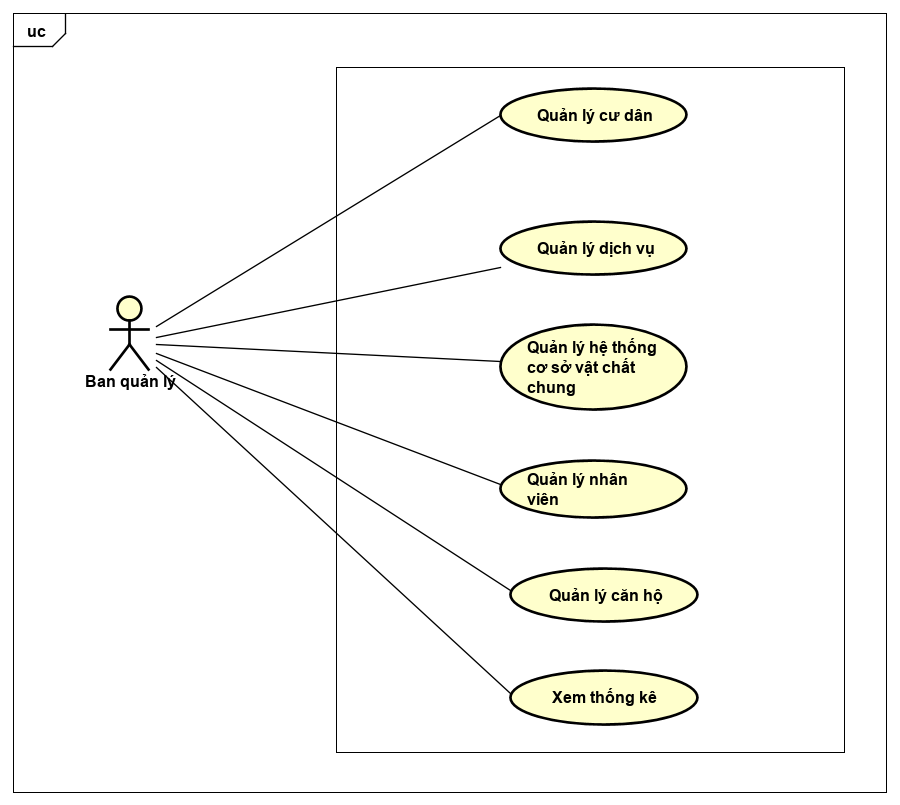 uc
Quản lý cư dân
Quản lý dịch vụ
Ban quản lý
Quản lý hệ thống
cơ sở vật chất
chung
Quản lý nhân
viên
Quản lý căn hộ
Xem thống kê